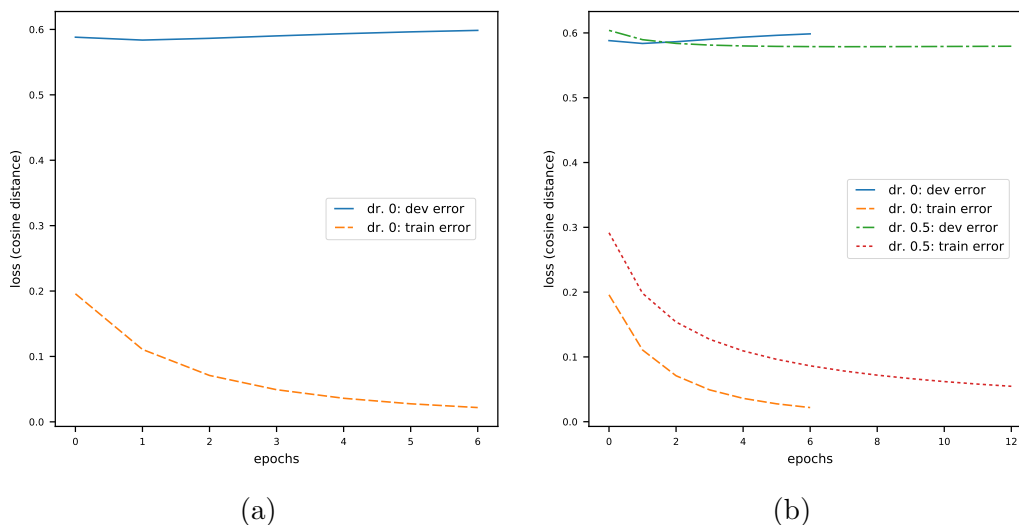 0.6
0.5
0.4
0.3
0.2
0.1
0.0
loss (cosine distance)
dr. 0: dev error
dr. 0: train error
0 1 2 3 4 5 6
epochs
(a)
0.6
0.5
0.4
0.3
0.2
0.1
0.0
loss (cosine distance)
dr. 0: dev error
dr. 0: train error
dr. 0.5: dev error
dr. 0.5: train error
0 2 4 6 8 10 12
epochs
(b)